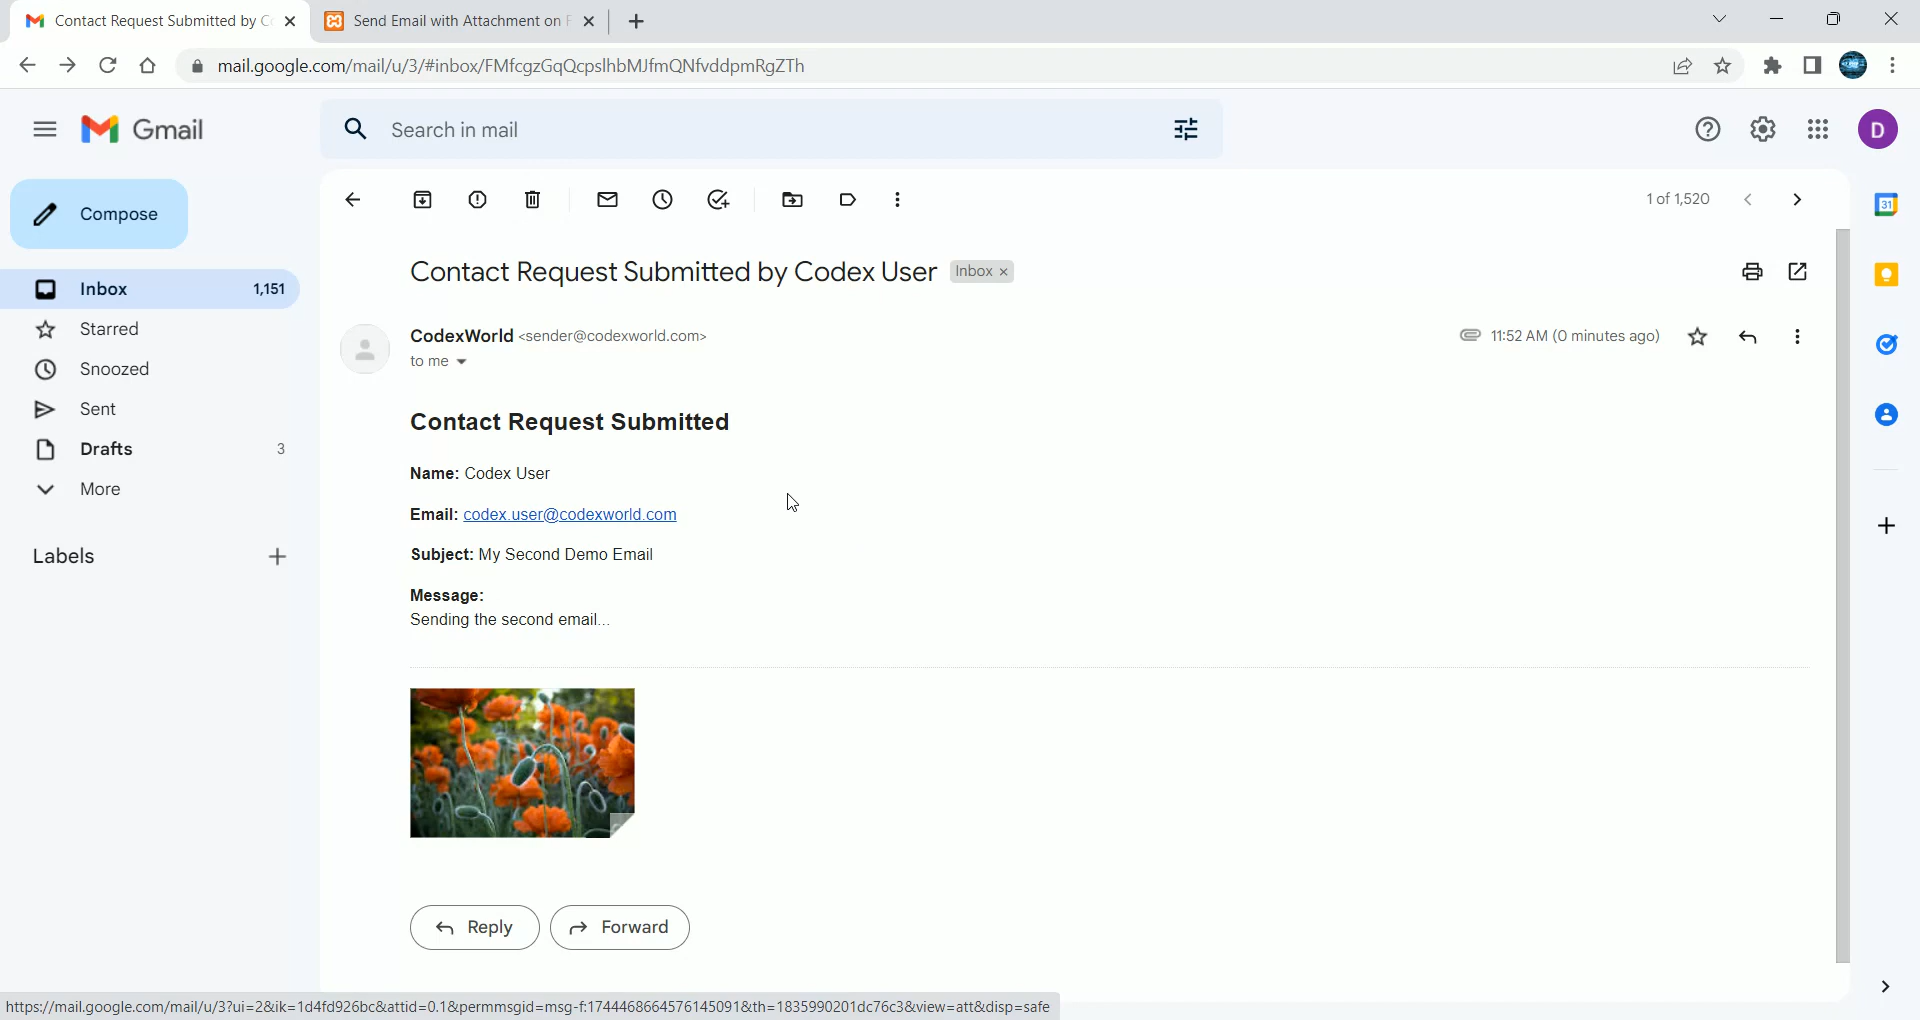 Contact Request Submitted by C
Send Email with Attachment on
mail.google.com/mail/u/3/#inbox/FMfcgzGqQcpslhbMJfmQNfvddpmRgZTh
Gmail
Search in mail
D
Compose
1 of 1,520
31
Contact Request Submitted by Codex User Inbox ×
Inbox 1,151
Starred
CodexWorld <sender@codexworld.com>
11:52 AM (0 minutes ago)
to me
Snoozed
Sent
Contact Request Submitted
Drafts 3
Name: Codex User
More
Email: codex.user@codexworld.com
Subject: My Second Demo Email
Labels
Message:
Sending the second email...
Reply
Forward
https://mail.google.com/mail/u/3?ui=2&ik=1d4fd926bc&attid=0.1&permmsgid=msg-f:1744468664576145091&th=1835990201dc76c3&view=att&disp=safe